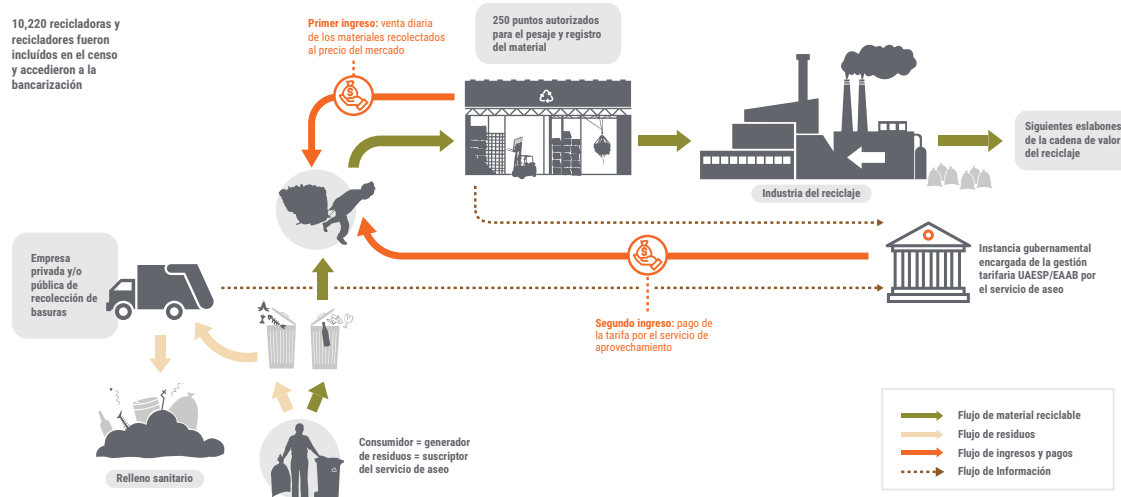 10,220 recicladoras y
recicladores fueron
incluídos en el censo
y accedieron a la
bancarización
Primer ingreso: venta diaria
de los materiales recolectados
al precio del mercado
250 puntos autorizados
para el pesaje y registro
del material
Siguientes eslabones
de la cadena de valor
del reciclaje
Industria del reciclaje
Empresa
privada y/o
pública de
recolección de
basuras
Instancia gubernamental
encargada de la gestión
tarifaria UAESP/EAAB por
el servicio de aseo
Segundo ingreso: pago de
la tarifa por el servicio de
aprovechamiento
Consumidor = generador
de residuos = suscriptor
del servicio de aseo
Relleno sanitario
Flujo de material reciclable
Flujo de residuos
Flujo de ingresos y pagos
Flujo de Información